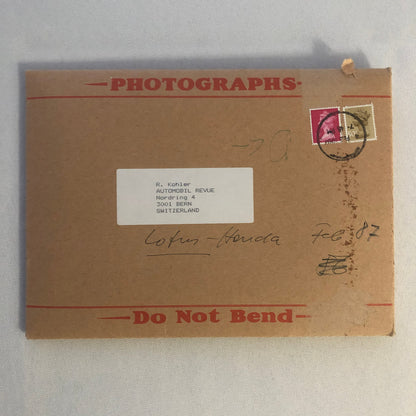 PHOTOGRAPHS
R. Kohler
AUTOMOBIL REVUE
Nordring 4
3001 BERN
SWITZERLAND
Lotus-Honda Feb 87
Do Not Bend